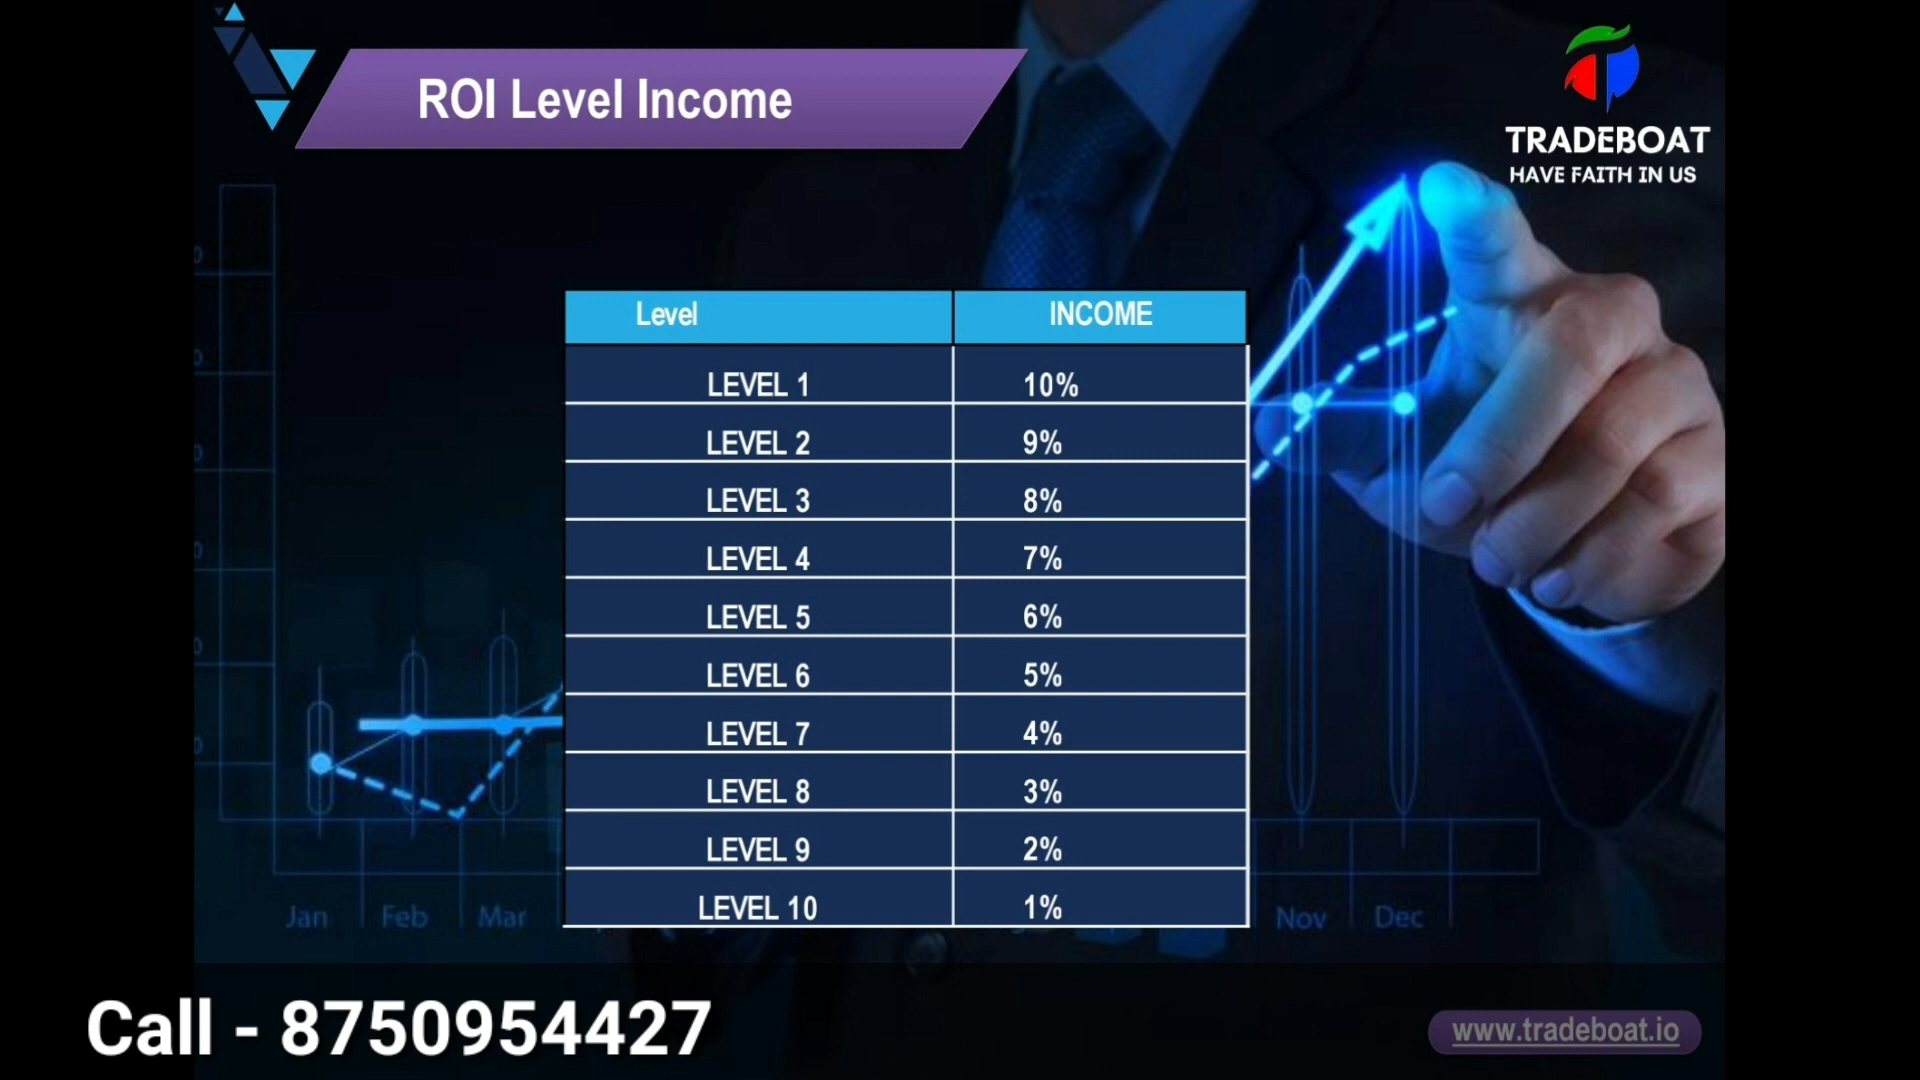 ROI Level Income
TRADEBOAT
HAVE FAITH IN US
Level INCOME
LEVEL 1 10%
LEVEL 2 9%
LEVEL 3 8%
LEVEL 4 7%
LEVEL 5 6%
LEVEL 6 5%
LEVEL 7 4%
LEVEL 8 3%
LEVEL 9 2%
LEVEL 10 1%
Jan Feb Mar Nov Dec
Call - 8750954427
www.tradeboat.io